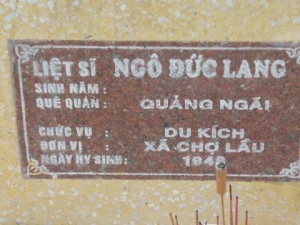 LIỆT SĨ NGÔ ĐỨC LANG
SINH NĂM :
QUÊ QUÁN : QUẢNG NGÃI
CHỨC VỤ : DU KÍCH
ĐƠN VỊ : XÃ CHỢ LẦU
NGÀY HY SINH: 1948